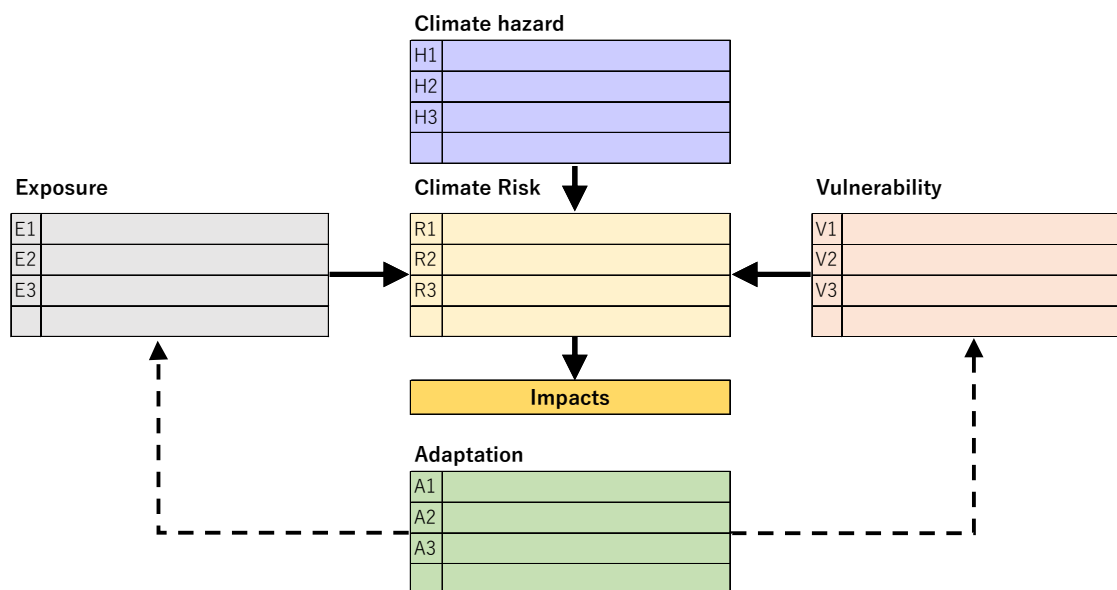 Climate hazard
H1
H2
H3
Exposure
E1
E2
E3
Climate Risk
R1
R2
R3
Vulnerability
V1
V2
V3
Impacts
Adaptation
A1
A2
A3